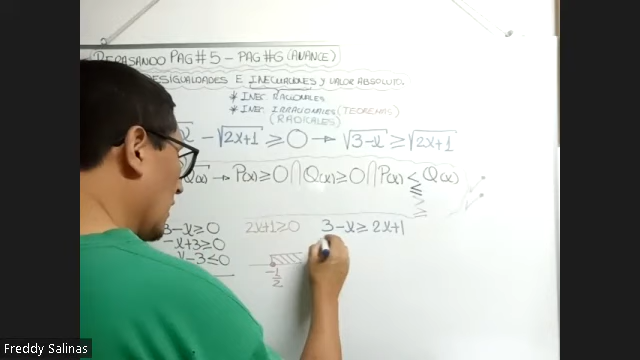 REPASANDO PAG#5 - PAG#6 (AVANCE)
DESIGUALDADES E INECUACIONES Y VALOR ABSOLUTO
* INEC. RACIONALES
* INEC. IRRACIONALES (TEOREMAS)
(RADICALES)
- √2x+1 ≥ 0 → √3-x ≥ √2x+1
Q(x) → P(x) ≥ 0 ∩ Q(x) ≥ 0 ∩ P(x) < Q(x)
≤
≥
3-x ≥ 0 2x+1 ≥ 0 3-x ≥ 2x+1
-x+3 ≥ 0
x-3 ≤ 0
-1/2
Freddy Salinas